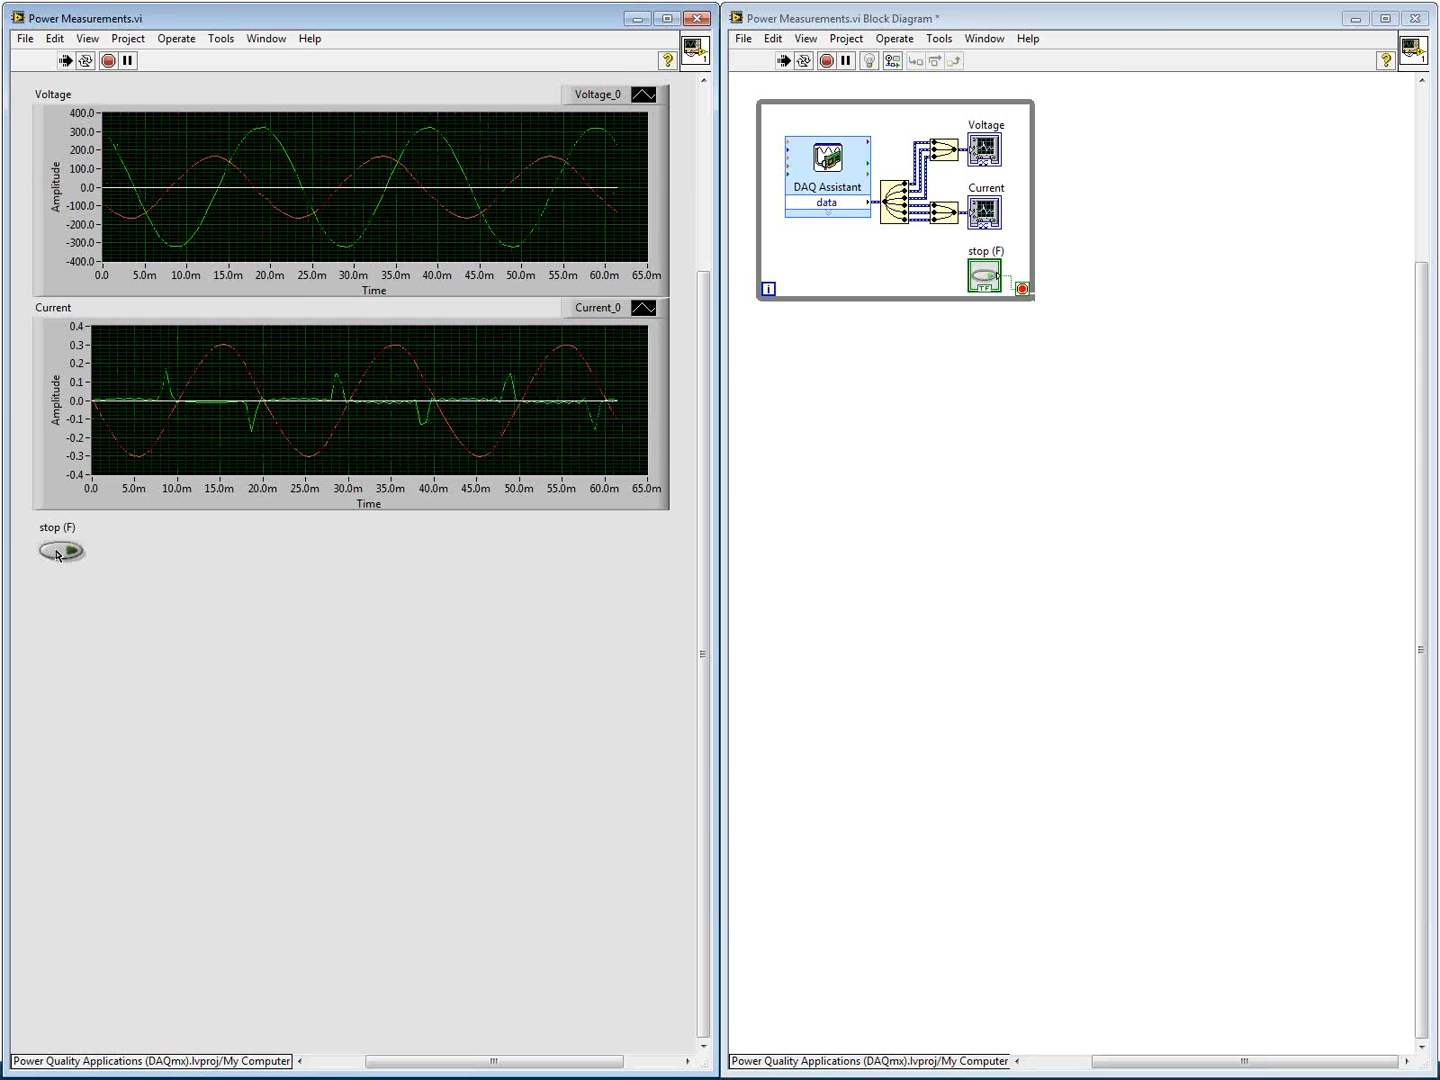 Power Measurements.vi
File Edit View Project Operate Tools Window Help
Voltage
Voltage_0
Amplitude
400.0
300.0
200.0
100.0
0.0
-100.0
-200.0
-300.0
-400.0
0.0 5.0m 10.0m 15.0m 20.0m 25.0m 30.0m 35.0m 40.0m 45.0m 50.0m 55.0m 60.0m 65.0m
Time
Current
Current_0
Amplitude
0.4
0.3
0.2
0.1
0.0
-0.1
-0.2
-0.3
-0.4
0.0 5.0m 10.0m 15.0m 20.0m 25.0m 30.0m 35.0m 40.0m 45.0m 50.0m 55.0m 60.0m 65.0m
Time
stop (F)
Power Quality Applications (DAQmx).lvproj/My Computer
Power Measurements.vi Block Diagram *
File Edit View Project Operate Tools Window Help
Voltage
DAQ Assistant
data
Current
stop (F)
TF
i
Power Quality Applications (DAQmx).lvproj/My Computer